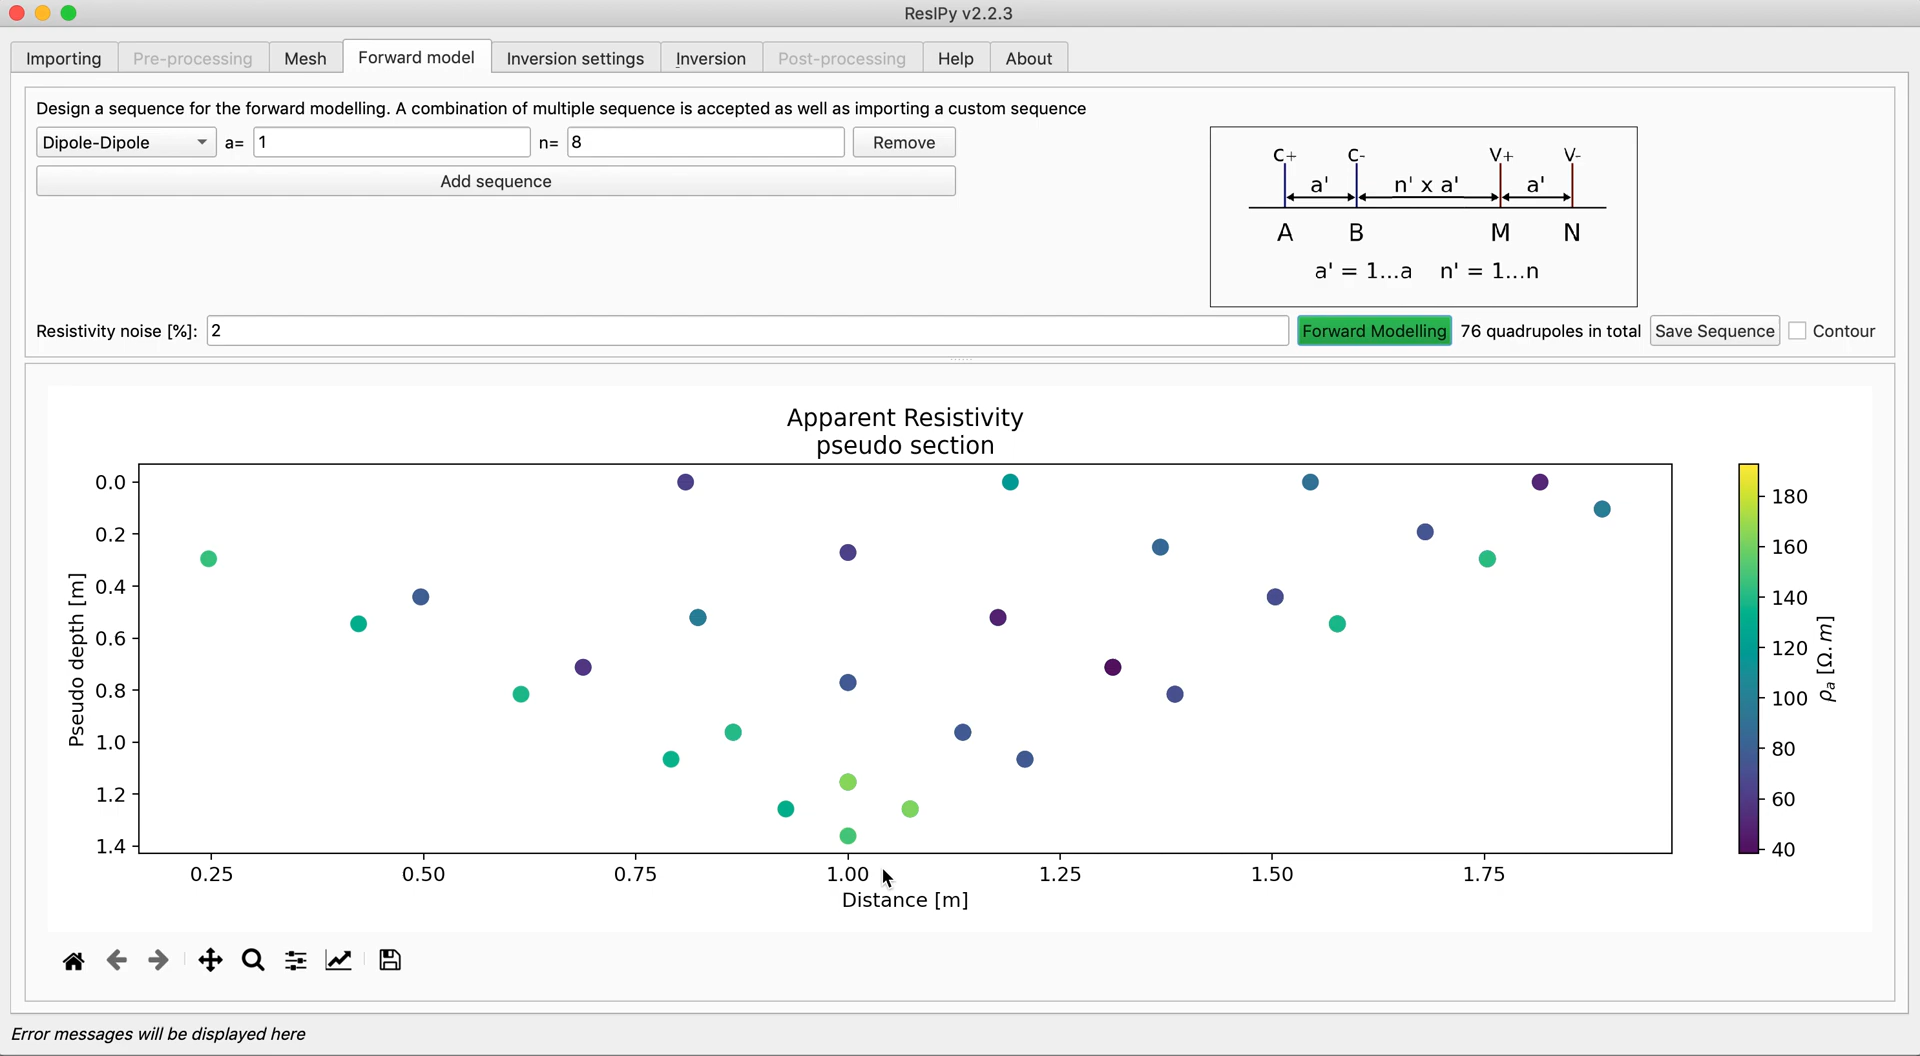 ResIPy v2.2.3
Importing
Pre-processing
Mesh
Forward model
Inversion settings
Inversion
Post-processing
Help
About
Design a sequence for the forward modelling. A combination of multiple sequence is accepted as well as importing a custom sequence
Dipole-Dipole a= 1 n= 8 Remove
Add sequence
C+ C- V+ V-
a' n' x a' a'
A B M N
a' = 1...a n' = 1...n
Resistivity noise [%]: 2 Forward Modelling 76 quadrupoles in total Save Sequence Contour
Apparent Resistivity
pseudo section
Pseudo depth [m]
0.0
0.2
0.4
0.6
0.8
1.0
1.2
1.4
0.25 0.50 0.75 1.00 1.25 1.50 1.75
Distance [m]
180
160
140
120
100
80
60
40
ρa [Ω.m]
Error messages will be displayed here